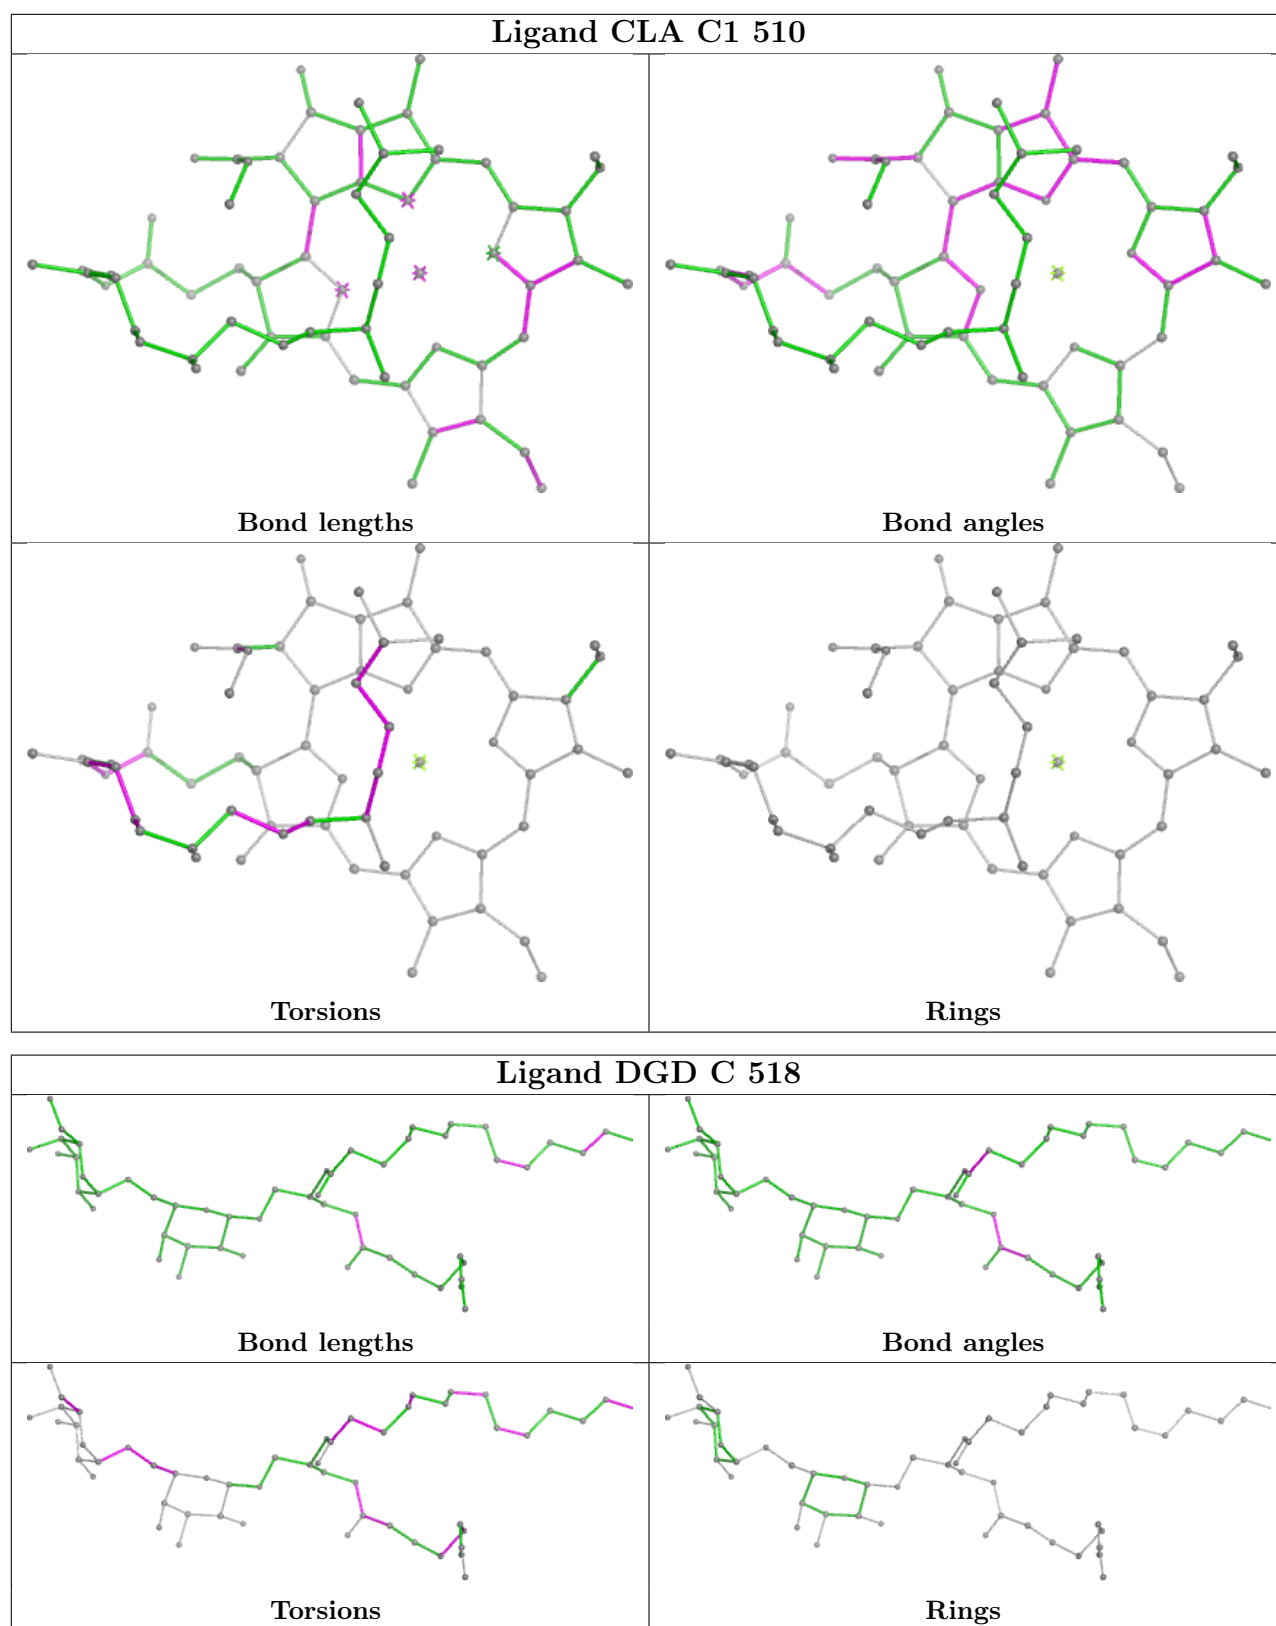 Ligand CLA C1 510
Bond lengths
Bond angles
Torsions
Rings
Ligand DGD C 518
Bond lengths
Bond angles
Torsions
Rings